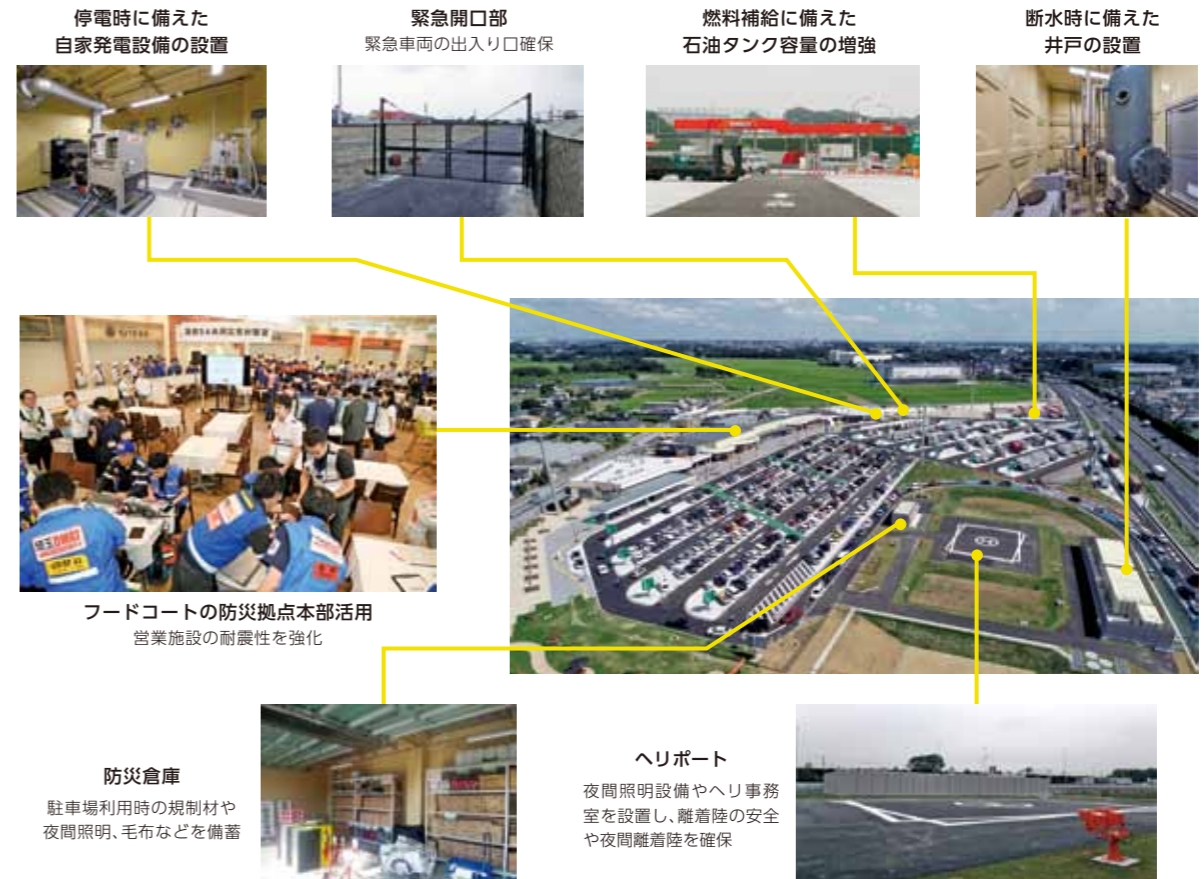 停電時に備えた
自家発電設備の設置
緊急開口部
緊急車両の出入り口確保
燃料補給に備えた
石油タンク容量の増強
断水時に備えた
井戸の設置
フードコートの防災拠点本部活用
営業施設の耐震性を強化
防災倉庫
駐車場利用時の規制材や
夜間照明、毛布などを備蓄
ヘリポート
夜間照明設備やヘリ事務
室を設置し、離着陸の安全
や夜間離着陸を確保
埼玉DMAT
H